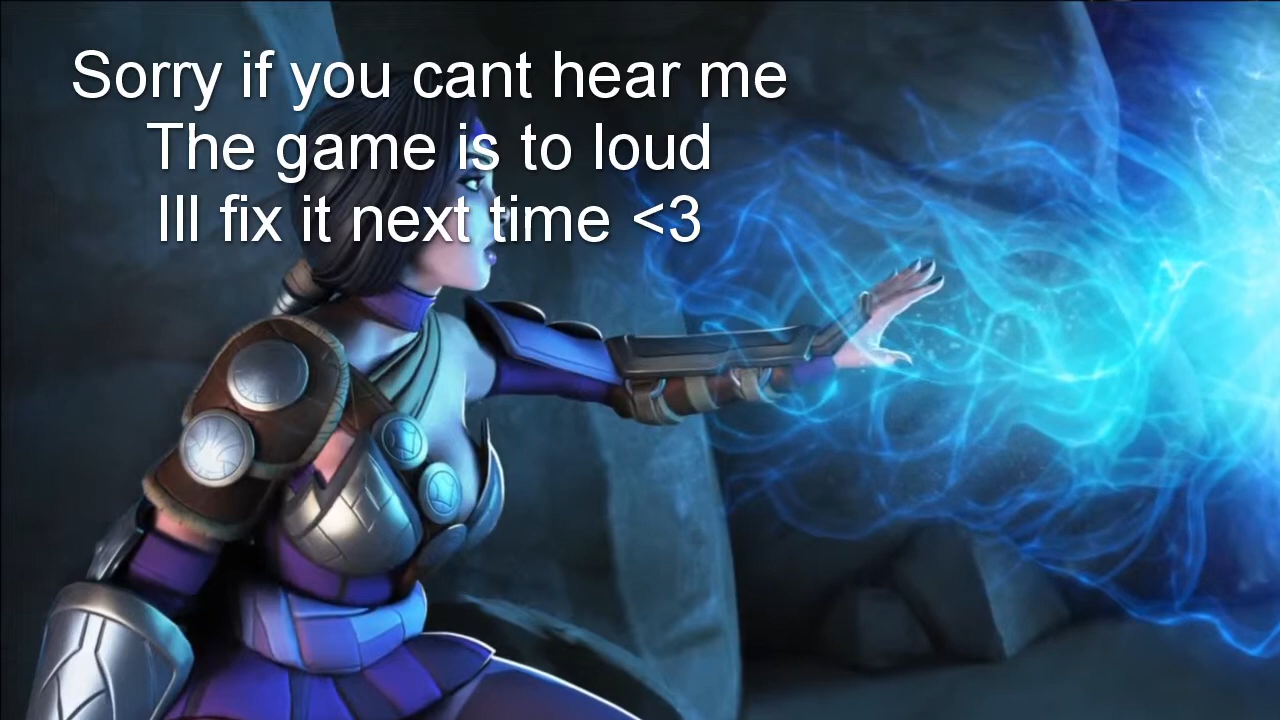 Sorry if you cant hear me
The game is to loud
Ill fix it next time <3